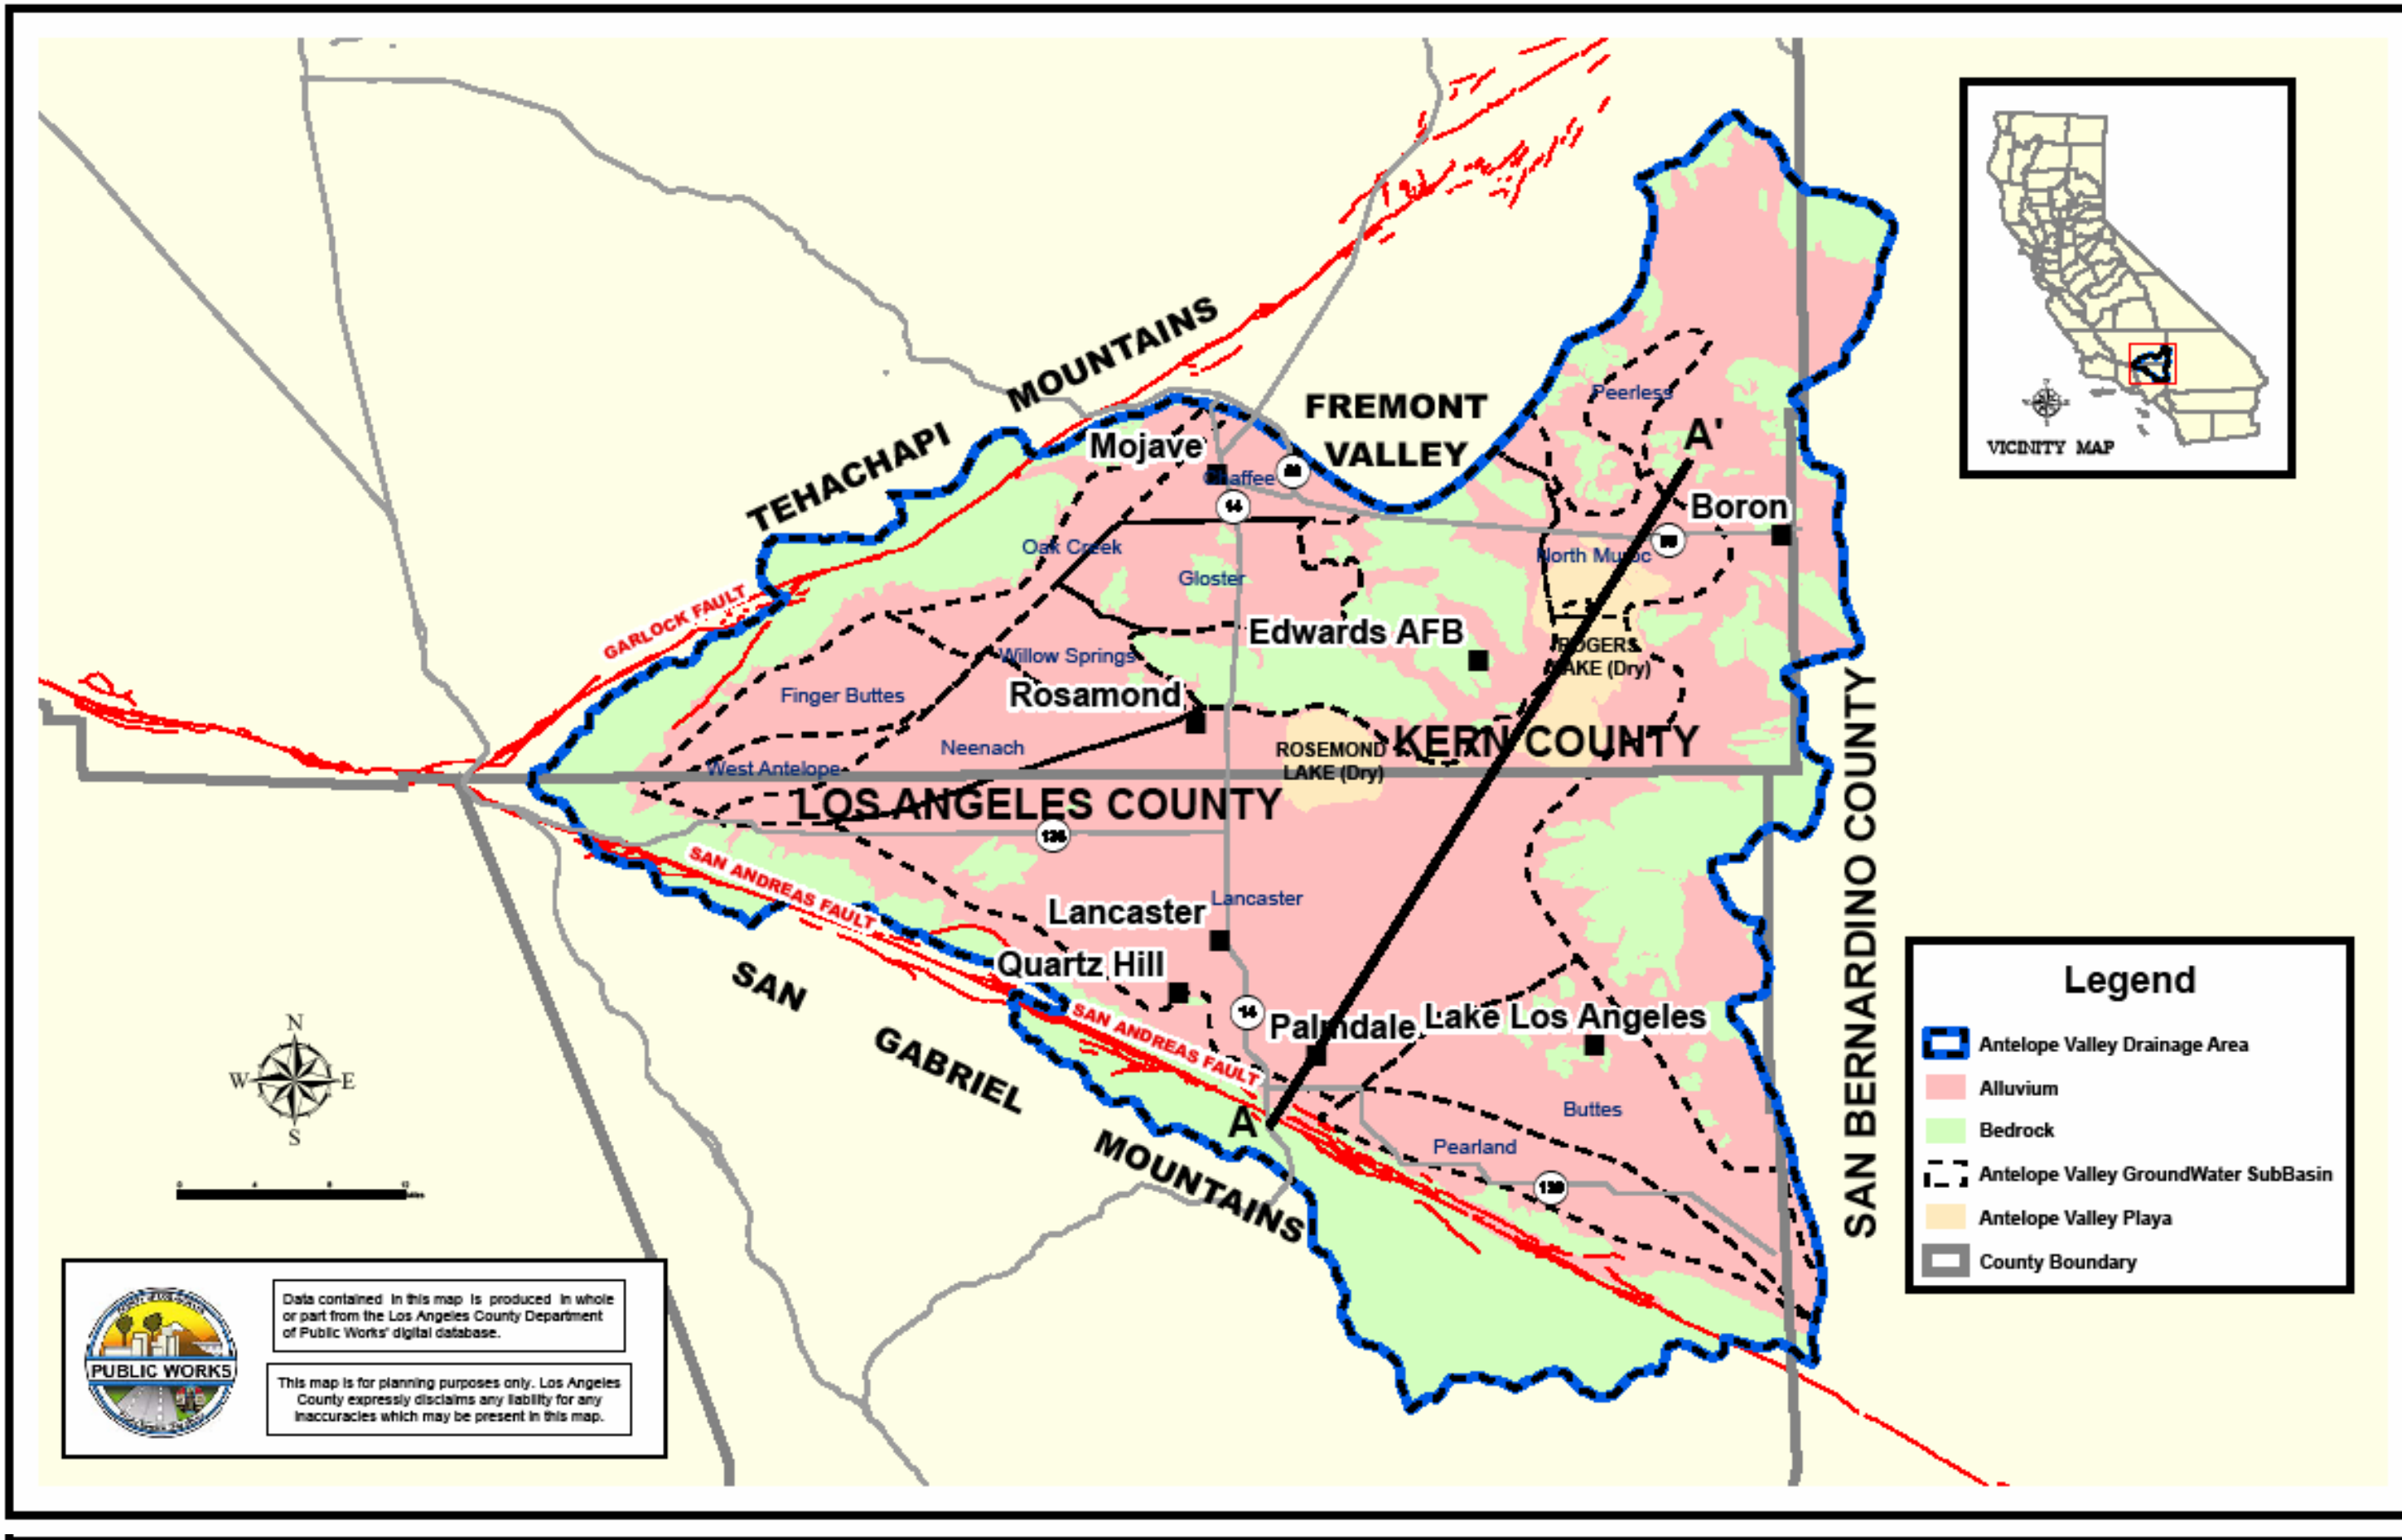 TEHACHAPI
MOUNTAINS
FREMONT
VALLEY
Mojave
Chaffee
14
Peerless
A'
Boron
Oak Creek
Gloster
North Muroc
GARLOCK FAULT
Edwards AFB
ROGERS
LAKE (Dry)
Willow Springs
Finger Buttes
Rosamond
Neenach
West Antelope
ROSEMOND
LAKE (Dry)
KERN COUNTY
LOS ANGELES COUNTY
SAN BERNARDINO COUNTY
SAN ANDREAS FAULT
Lancaster
Lancaster
Quartz Hill
14
SAN ANDREAS FAULT
Palmdale
Lake Los Angeles
SAN
GABRIEL
MOUNTAINS
A
Buttes
Pearland
138
N
W
E
S
VICINITY MAP
Legend
Antelope Valley Drainage Area
Alluvium
Bedrock
Antelope Valley GroundWater SubBasin
Antelope Valley Playa
County Boundary
PUBLIC WORKS
Data contained in this map is produced in whole
or part from the Los Angeles County Department
of Public Works' digital database.
This map is for planning purposes only. Los Angeles
County expressly disclaims any liability for any
inaccuracies which may be present in this map.